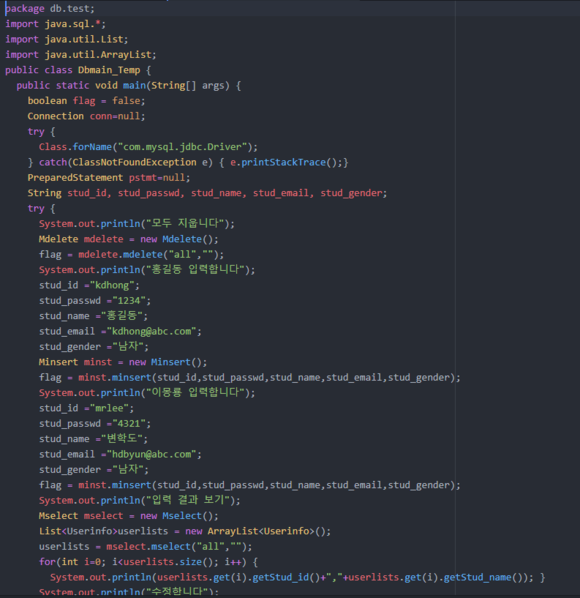 package db.test;
import java.sql.*;
import java.util.List;
import java.util.ArrayList;
public class Dbmain_Temp {
  public static void main(String[] args) {
    boolean flag = false;
    Connection conn=null;
    try {
      Class.forName("com.mysql.jdbc.Driver");
    } catch(ClassNotFoundException e) { e.printStackTrace();}
    PreparedStatement pstmt=null;
    String stud_id, stud_passwd, stud_name, stud_email, stud_gender;
    try {
      System.out.println("모두 지웁니다");
      Mdelete mdelete = new Mdelete();
      flag = mdelete.mdelete("all","");
      System.out.println("홍길동 입력합니다");
      stud_id ="kdhong";
      stud_passwd ="1234";
      stud_name ="홍길동";
      stud_email ="kdhong@abc.com";
      stud_gender ="남자";
      Minsert minst = new Minsert();
      flag = minst.minsert(stud_id,stud_passwd,stud_name,stud_email,stud_gender);
      System.out.println("이몽룡 입력합니다");
      stud_id ="mrlee";
      stud_passwd ="4321";
      stud_name ="변학도";
      stud_email ="hdbyun@abc.com";
      stud_gender ="남자";
      flag = minst.minsert(stud_id,stud_passwd,stud_name,stud_email,stud_gender);
      System.out.println("입력 결과 보기");
      Mselect mselect = new Mselect();
      List<Userinfo>userlists = new ArrayList<Userinfo>();
      userlists = mselect.mselect("all","");
      for(int i=0; i<userlists.size(); i++) {
        System.out.println(userlists.get(i).getStud_id()+","+userlists.get(i).getStud_name()); }
      System.out.println("수정합니다");